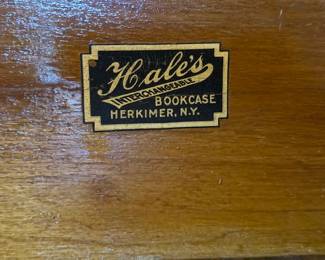 Hale's
INTERCHANGEABLE
BOOKCASE
HERKIMER, N.Y.